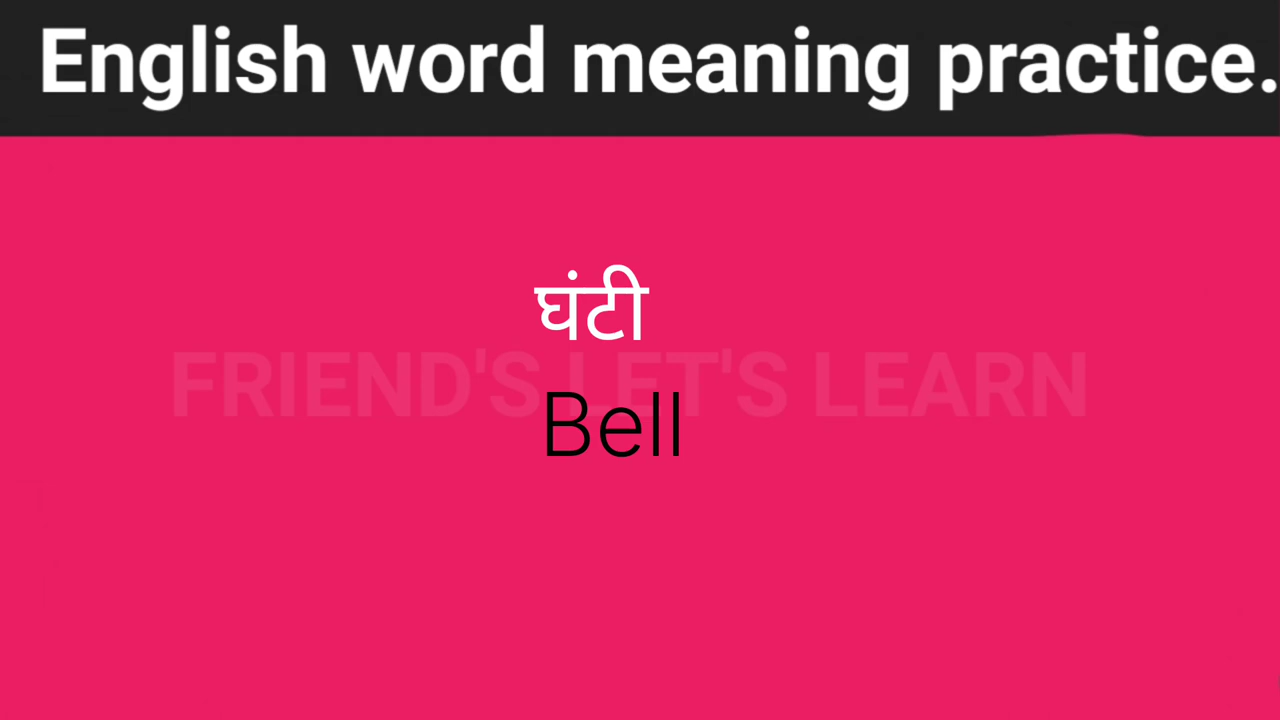 English word meaning practice.
घंटी
FRIEND'S LET'S LEARN
Bell